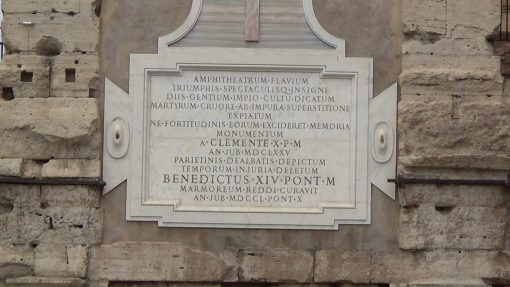 AMPHITHEATRUM · FLAVIUM
TRIUMPHIS · SPECTACULISQ · INSIGNE
DIIS · GENTIUM · IMPIO · CULTU · DICATUM
MARTYRUM · CRUORE · AB · IMPURA · SUPERSTITIONE
EXPIATUM
NE · FORTITUDINIS · EORUM · EXCIDERET · MEMORIA
MONUMENTUM
A · CLEMENTE · X · P · M
AN · JUB · MDCLXXV
PARIETINIS · DEALBATIS · DEPICTUM
TEMPORUM · INJURIA · DELETUM
BENEDICTUS · XIV · PONT · M
MARMOREUM · REDDI · CURAVIT
AN · JUB · MDCCL · PONT · X